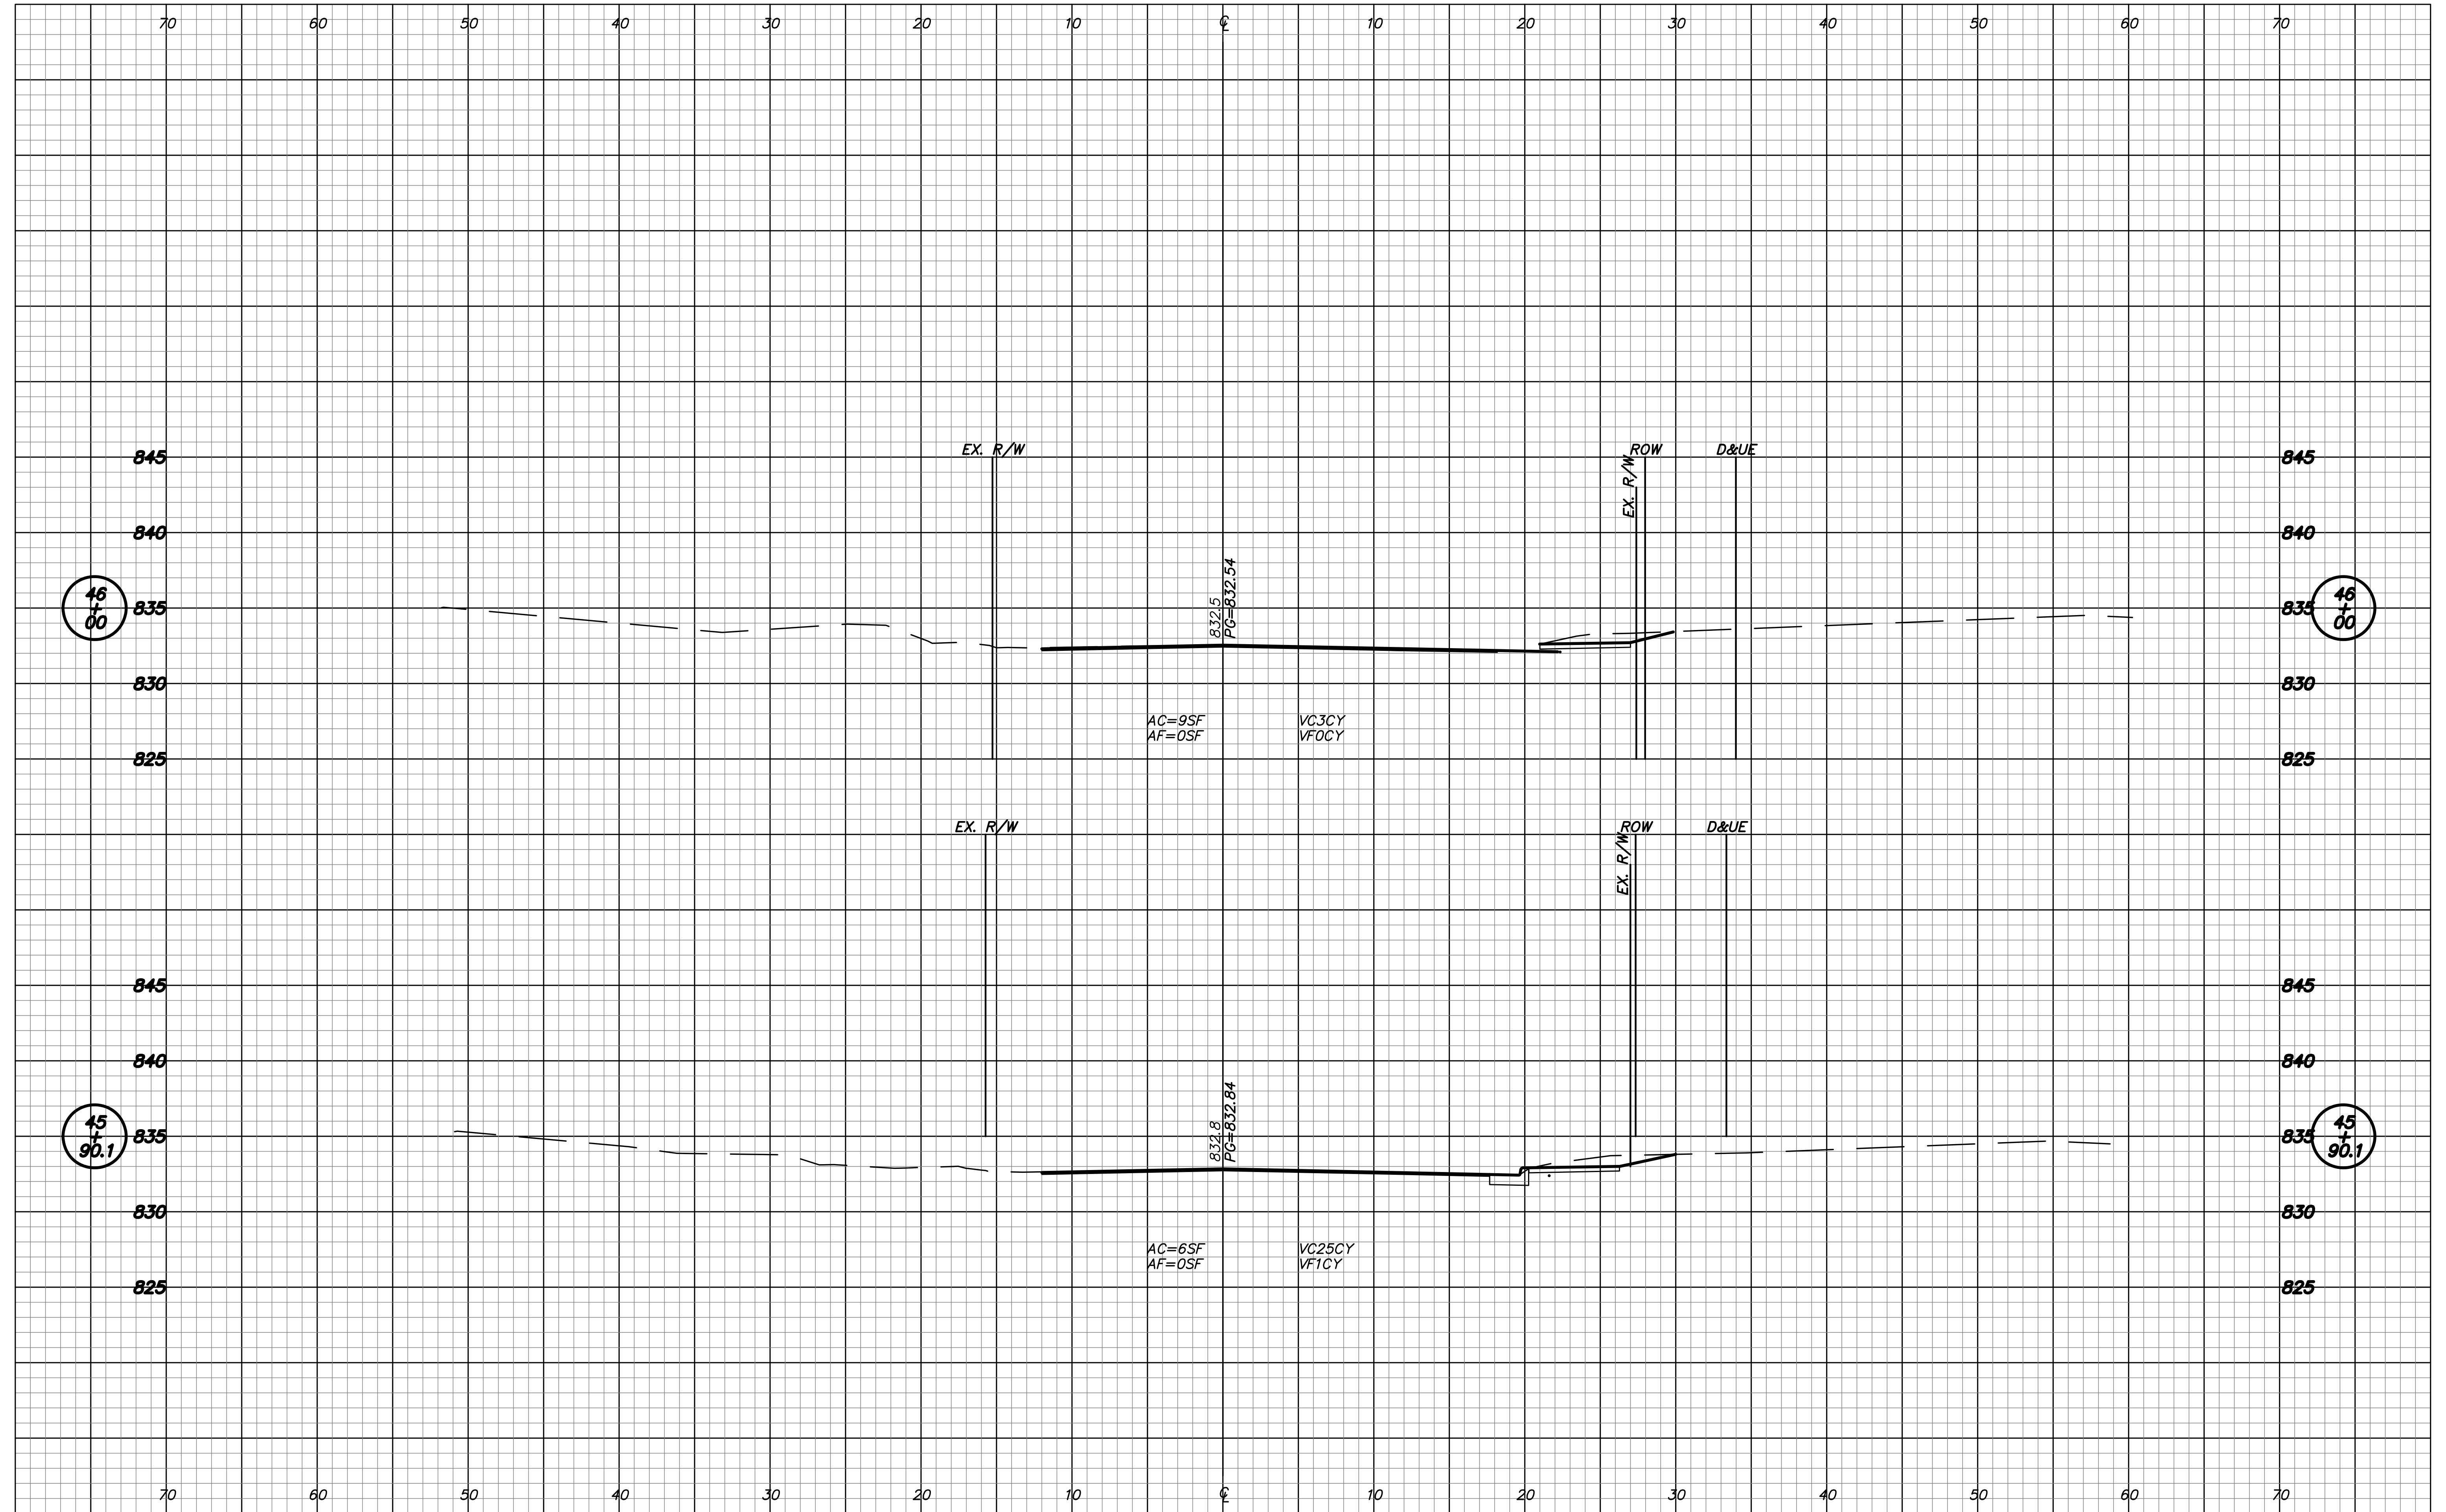 70 60 50 40 30 20 10 ℄ 10 20 30 40 50 60 70
EX. R/W
ROW
D&UE
EX. R/W
845 845
840 840
835 835
830 830
825 825
46
+
00
46
+
00
832.5
PG=832.54
AC=9SF
AF=0SF
VC3CY
VF0CY
EX. R/W
ROW
D&UE
EX. R/W
845 845
840 840
835 835
830 830
825 825
45
+
90.1
45
+
90.1
832.8
PG=832.84
AC=6SF
AF=0SF
VC25CY
VF1CY
70 60 50 40 30 20 10 ℄ 10 20 30 40 50 60 70